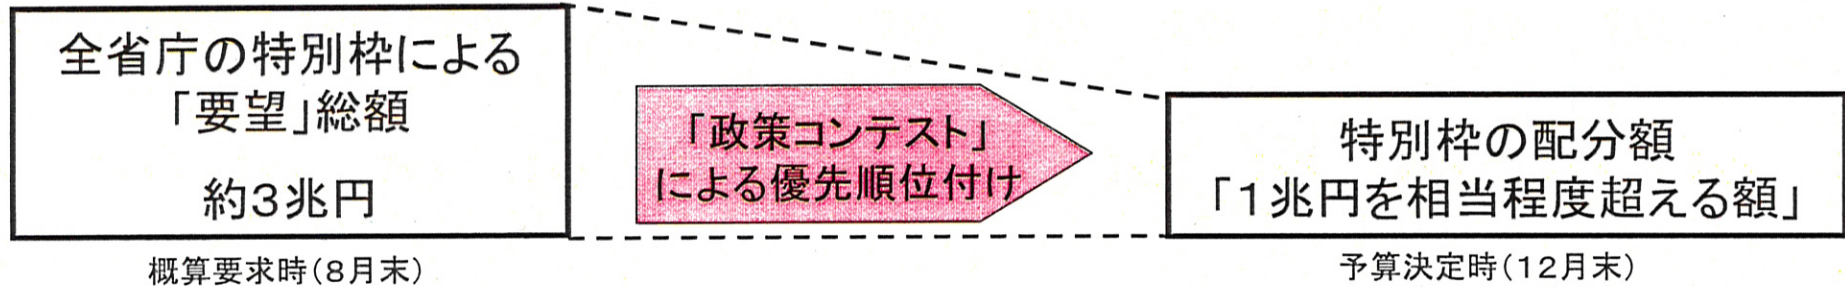 全省庁の特別枠による
「要望」総額
約3兆円
概算要求時(8月末)
「政策コンテスト」
による優先順位付け
特別枠の配分額
「1兆円を相当程度超える額」
予算決定時(12月末)